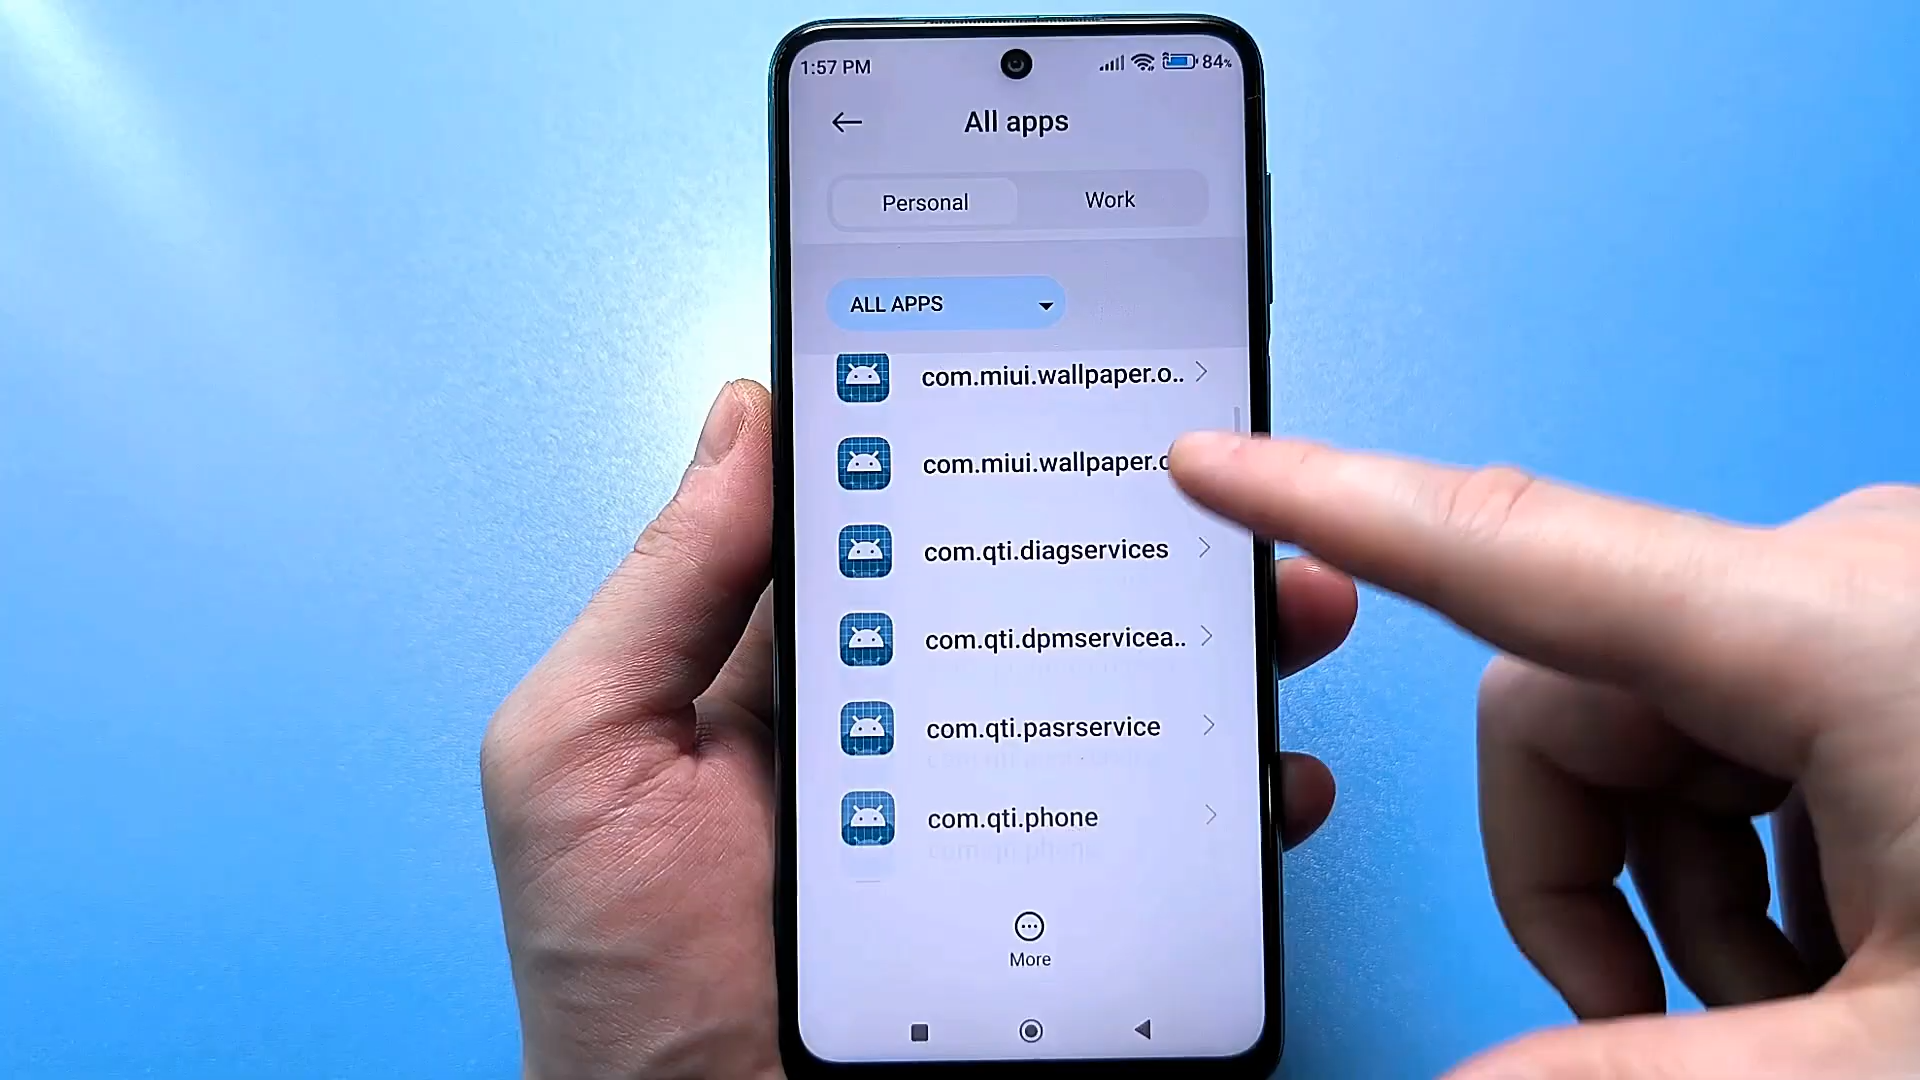 1:57 PM
84%
All apps
Personal
Work
ALL APPS
com.miui.wallpaper.o..
com.miui.wallpaper.
com.qti.diagservices
com.qti.dpmservicea..
com.qti.pasrservice
com.qti.phone
More